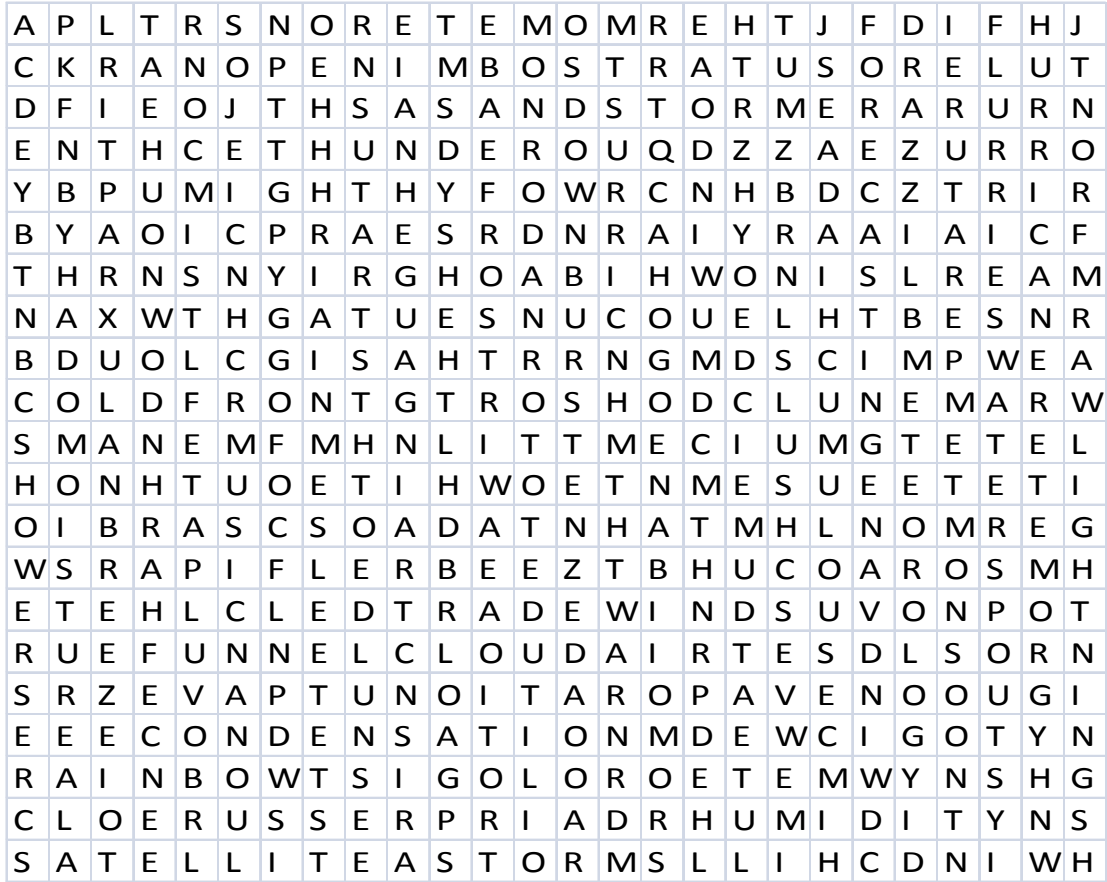 A P L T R S N O R E T E M O M R E H T J F D I F H J
C K R A N O P E N I M B O S T R A T U S O R E L U T
D F I E O J T H S A S A N D S T O R M E R A R U R N
E N T H C E T H U N D E R O U Q D Z Z A E Z U R R O
Y B P U M I G H T H Y F O W R C N H B D C Z T R I R
B Y A O I C P R A E S R D N R A I Y R A A I A I C F
T H R N S N Y I R G H O A B I H W O N I S L R E A M
N A X W T H G A T U E S N U C O U E L H T B E S N R
B D U O L C G I S A H T R R N G M D S C I M P W E A
C O L D F R O N T G T R O S H O D C L U N E M A R W
S M A N E M F M H N L I T T M E C I U M G T E T E L
H O N H T U O E T I H W O E T N M E S U E E T E T I
O I B R A S C S O A D A T N H A T M H L N O M R E G
W S R A P I F L E R B E E Z T B H U C O A R O S M H
E T E H L C L E D T R A D E W I N D S U V O N P O T
R U E F U N N E L C L O U D A I R T E S D L S O R N
S R Z E V A P T U N O I T A R O P A V E N O O U G I
E E E C O N D E N S A T I O N M D E W C I G O T Y N
R A I N B O W T S I G O L O R O E T E M W Y N S H G
C L O E R U S S E R P R I A D R H U M I D I T Y N S
S A T E L L I T E A S T O R M S L L I H C D N I W H